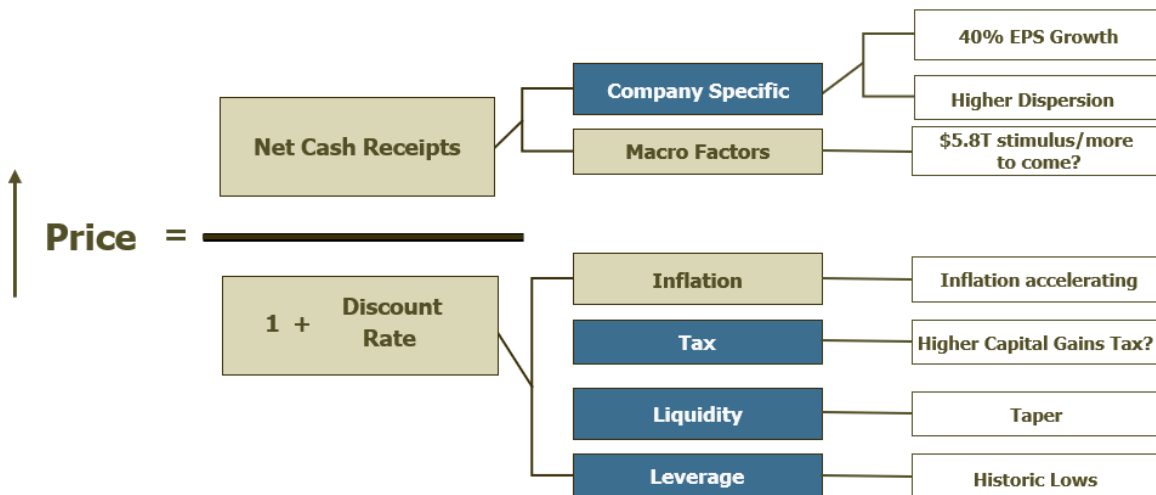 40% EPS Growth
Company Specific
Higher Dispersion
Net Cash Receipts
Macro Factors
$5.8T stimulus/more
to come?
Price =
1 + Discount
Rate
Inflation
Inflation accelerating
Tax
Higher Capital Gains Tax?
Liquidity
Taper
Leverage
Historic Lows